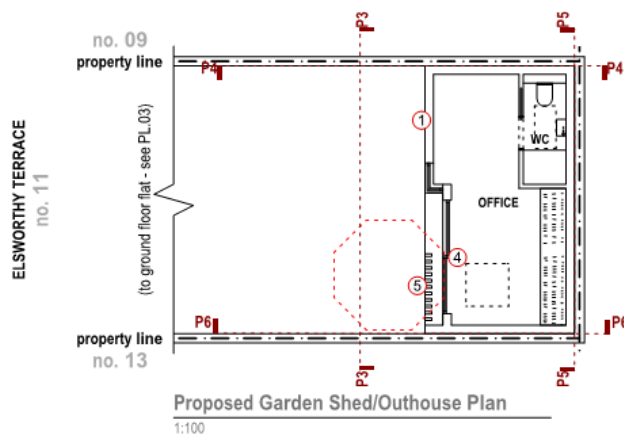 P3
P5
no. 09
property line
P4
P4
1
WC
ELSWORTHY TERRACE
no. 11
(to ground floor flat - see PL.03)
OFFICE
4
5
P6
P6
property line
no. 13
P3
P5
Proposed Garden Shed/Outhouse Plan
1:100